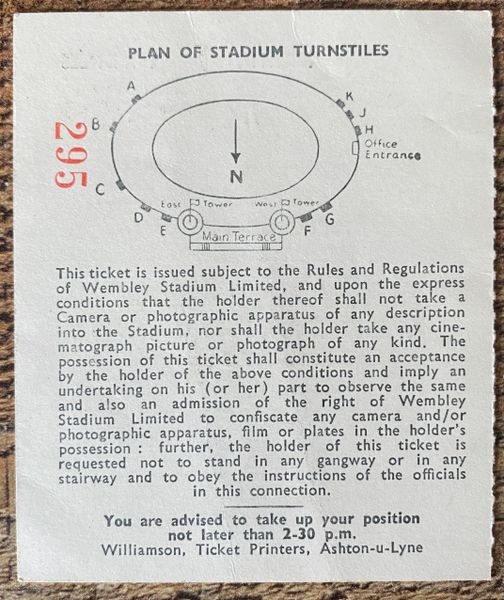 PLAN OF STADIUM TURNSTILES
A
K
J
B
H
Office
Entrance
295
N
C
East Tower
West Tower
D
E
F
G
Main Terrace
This ticket is issued subject to the Rules and Regulations
of Wembley Stadium Limited, and upon the express
conditions that the holder thereof shall not take a
Camera or photographic apparatus of any description
into the Stadium, nor shall the holder take any cine-
matograph picture or photograph of any kind. The
possession of this ticket shall constitute an acceptance
by the holder of the above conditions and imply an
undertaking on his (or her) part to observe the same
and also an admission of the right of Wembley
Stadium Limited to confiscate any camera and/or
photographic apparatus, film or plates in the holder's
possession : further, the holder of this ticket is
requested not to stand in any gangway or in any
stairway and to obey the instructions of the officials
in this connection.
You are advised to take up your position
not later than 2-30 p.m.
Williamson, Ticket Printers, Ashton-u-Lyne